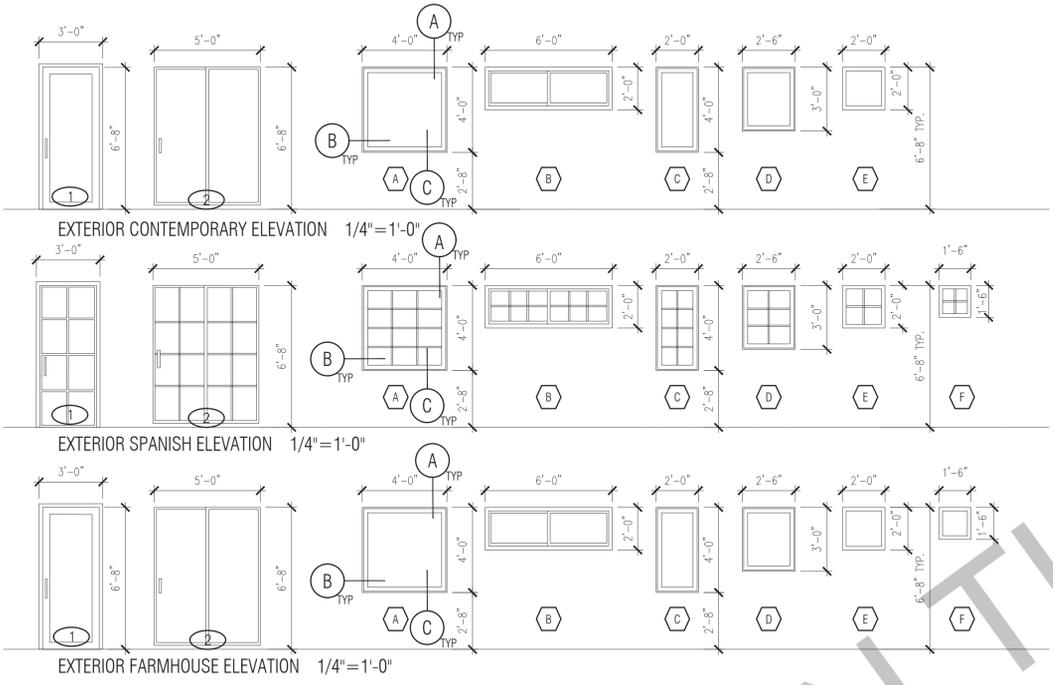 A
TYP
3'-0" 5'-0" 4'-0" 6'-0" 2'-0" 2'-6" 2'-0"
6'-8" 6'-8" 4'-0" 2'-0" 4'-0" 3'-0" 2'-0" 6'-8" TYP.
B
TYP
A B C D E
C
TYP
2'-8" 2'-8"
1 2
EXTERIOR CONTEMPORARY ELEVATION 1/4"=1'-0"
A
TYP
3'-0" 5'-0" 4'-0" 6'-0" 2'-0" 2'-6" 2'-0" 1'-6"
6'-8" 4'-0" 2'-0" 4'-0" 3'-0" 2'-0" 6'-8" TYP. 1'-6"
B
TYP
A B C D E F
C
TYP
2'-8" 2'-8"
1 2
EXTERIOR SPANISH ELEVATION 1/4"=1'-0"
A
TYP
3'-0" 5'-0" 4'-0" 6'-0" 2'-0" 2'-6" 2'-0" 1'-6"
6'-8" 6'-8" 4'-0" 2'-0" 4'-0" 3'-0" 2'-0" 6'-8" TYP. 1'-6"
B
TYP
A B C D E F
C
TYP
2'-8" 2'-8"
1 2
EXTERIOR FARMHOUSE ELEVATION 1/4"=1'-0"